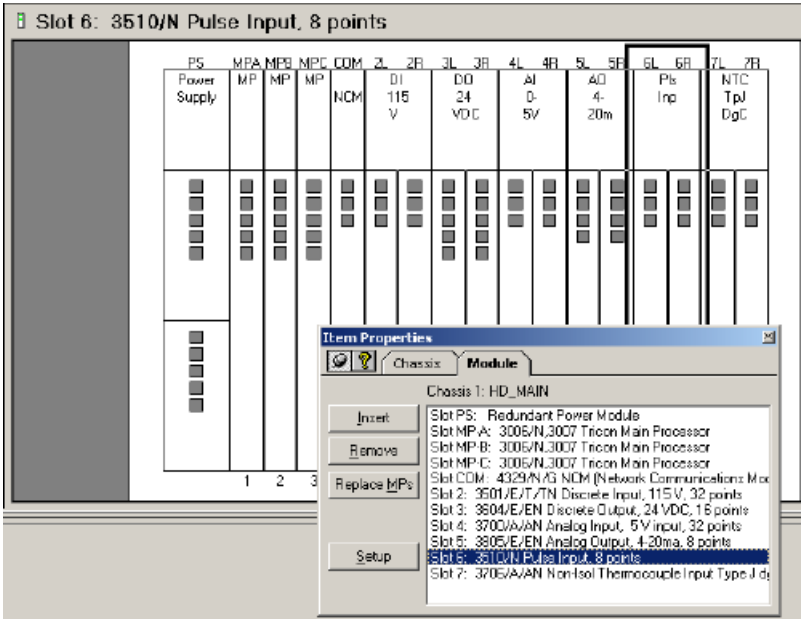 Slot 6: 3510/N Pulse Input, 8 points
PS MPA MPB MPC COM 2L 2R 3L 3R 4L 4R 5L 5R 6L 6R 7L 7R
Power MP MP MP DI DO AI AO Pls NTC
Supply NCM 115 24 0- 4- Inp TpJ
V VDC 5V 20m DgC
Item Properties
Chassis Module
Chassis 1: HD_MAIN
Insert
Remove
Replace MPs
Setup
Slot PS: Redundant Power Module
Slot MP-A: 3006/N,3007 Tricon Main Processor
Slot MP-B: 3006/N,3007 Tricon Main Processor
Slot MP-C: 3006/N,3007 Tricon Main Processor
Slot COM: 4329/N/G NCM (Network Communications Moc
Slot 2: 3501/E/T/TN Discrete Input, 115 V, 32 points
Slot 3: 3604/E/EN Discrete Output, 24 VDC, 16 points
Slot 4: 3700/A/AN Analog Input, 5 V input, 32 points
Slot 5: 3805/E/EN Analog Output, 4-20ma, 8 points
Slot 6: 3510/N Pulse Input, 8 points
Slot 7: 3706/A/AN Non-Isol Thermocouple Input Type J d
1 2 3